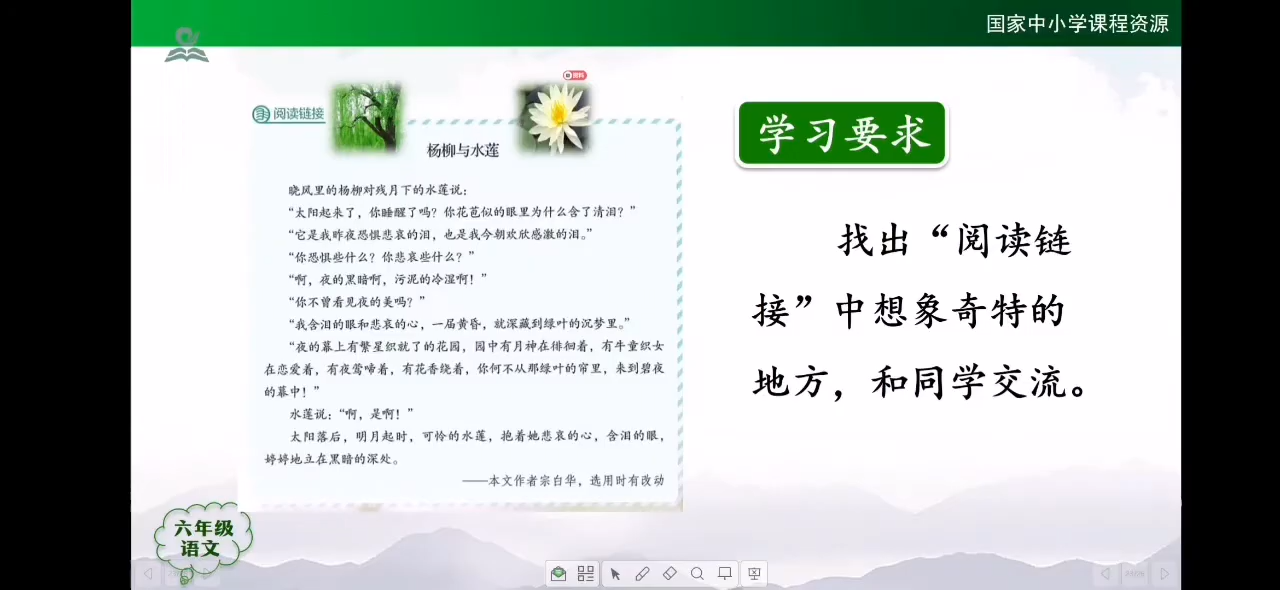 国家中小学课程资源
阅读链接
杨柳与水莲
晓风里的杨柳对残月下的水莲说：
“太阳起来了，你睡醒了吗？你花苞似的眼里为什么含了清泪？”
“它是我昨夜恐惧悲哀的泪，也是我今朝欢欣感激的泪。”
“你恐惧些什么？你悲哀些什么？”
“啊，夜的黑暗啊，污泥的冷湿啊！”
“你不曾看见夜的美吗？”
“我含泪的眼和悲哀的心，一届黄昏，就深藏到绿叶的沉梦里。”
“夜的幕上有繁星织就了的花园，园中有月神在徘徊着，有牛童织女
在恋爱着，有夜莺啼着，有花香绕着，你何不从那绿叶的帘里，来到碧夜
的幕中！”
水莲说：“啊，是啊！”
太阳落后，明月起时，可怜的水莲，抱着她悲哀的心，含泪的眼，
婷婷地立在黑暗的深处。
——本文作者宗白华，选用时有改动
学习要求
找出“阅读链
接”中想象奇特的
地方，和同学交流。
六年级
语文